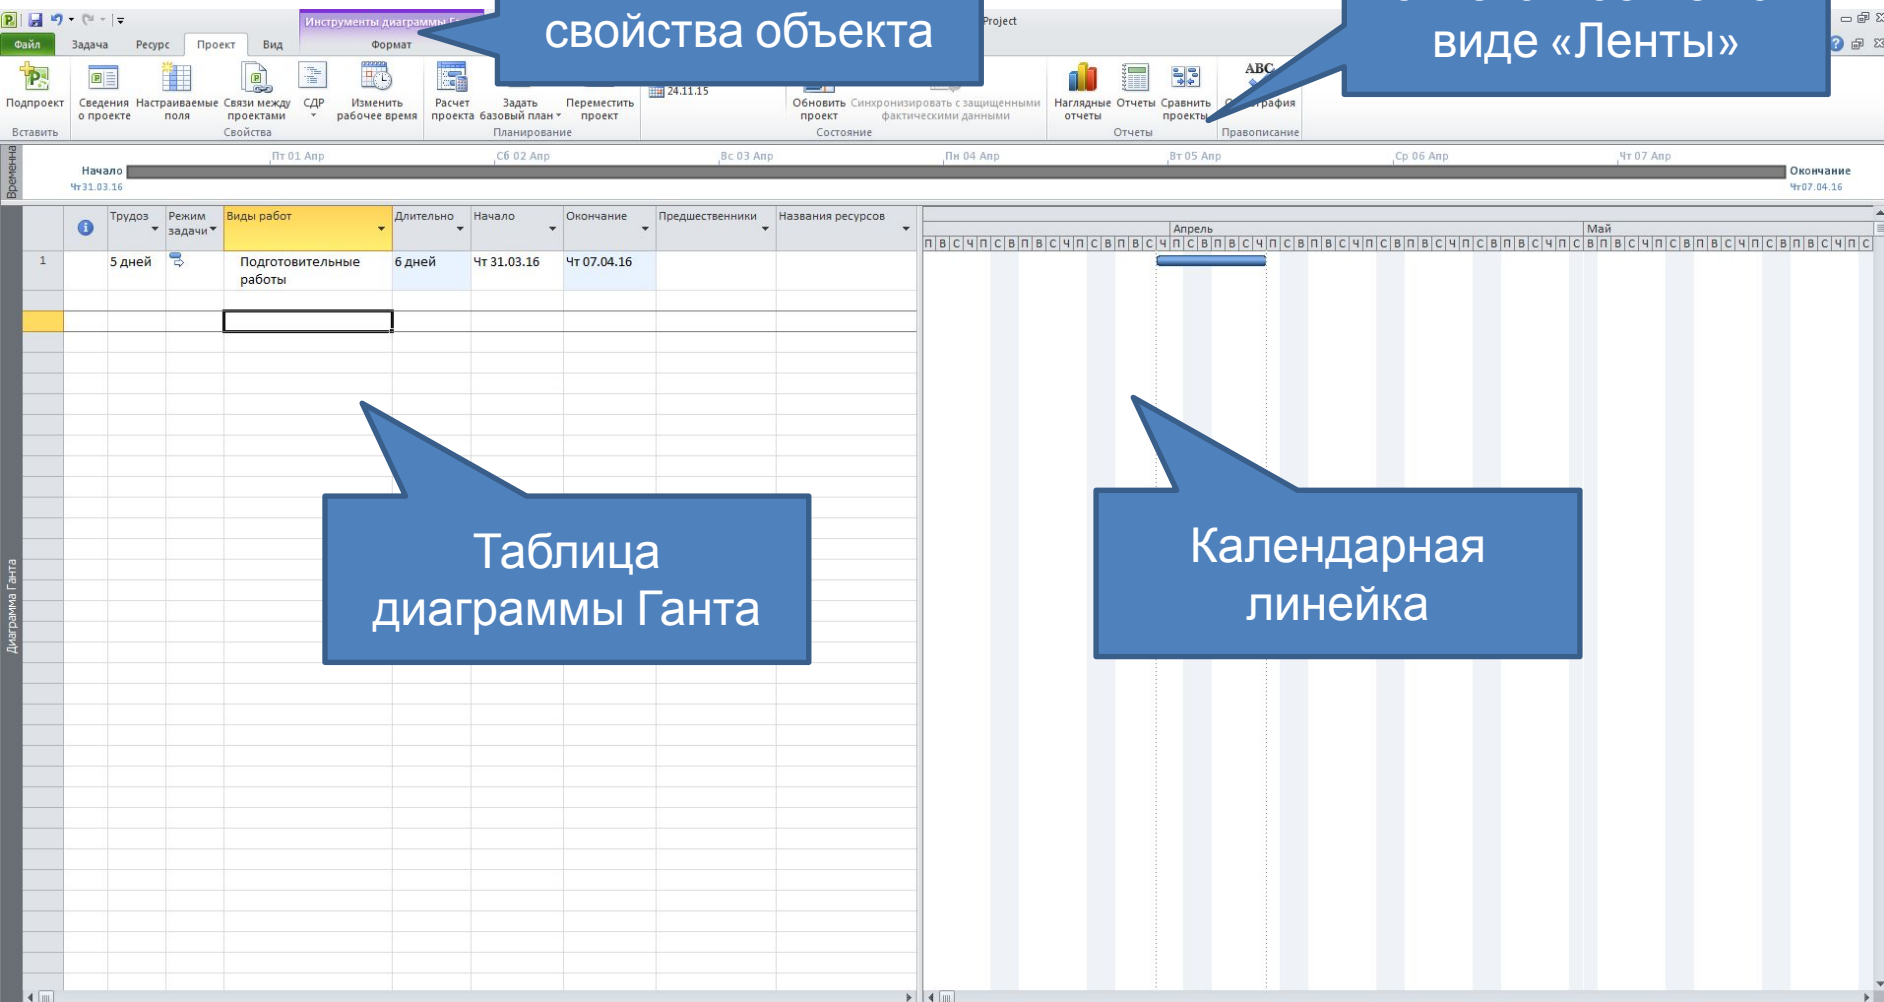 Инструменты диаграммы
Project
Файл Задача Ресурс Проект Вид Формат
свойства объекта
виде «Ленты»
Подпроект
Сведения о проекте
Настраиваемые поля
Связи между проектами
СДР
Изменить рабочее время
Расчет проекта
Задать базовый план
Переместить проект
24.11.15
Обновить проект
Синхронизировать с защищенными фактическими данными
Наглядные отчеты
Отчеты
Сравнить проекты
ABC
Вставить Свойства Планирование Состояние Отчеты Правописание
Пт 01 Апр Сб 02 Апр Вс 03 Апр Пн 04 Апр Вт 05 Апр Ср 06 Апр Чт 07 Апр
Начало
Чт 31.03.16
Окончание
Чт 07.04.16
Временна
Трудоз Режим задачи Виды работ Длительно Начало Окончание Предшественники Названия ресурсов
Апрель Май
П В С Ч П С В П В С Ч П С В П В С Ч П С В П В С Ч П С В П В С Ч П С В П В С Ч П С В П В С Ч П С В П В С Ч П С В П В С Ч П С
1 5 дней Подготовительные работы 6 дней Чт 31.03.16 Чт 07.04.16
Таблица
диаграммы Ганта
Календарная
линейка
Диаграмма Ганта